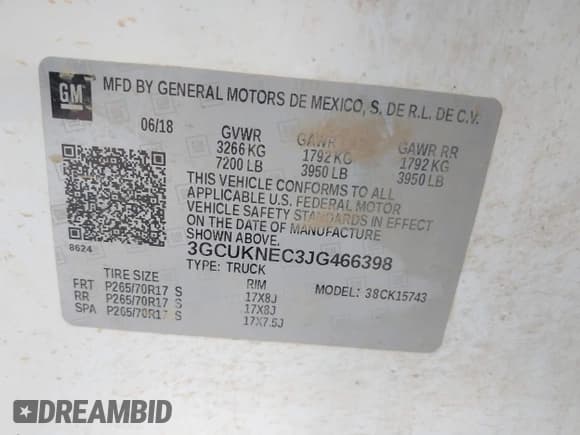 GM
MFD BY GENERAL MOTORS DE MEXICO, S. DE R.L. DE C.V.
06/18 GVWR GAWR GAWR RR
3266 KG 1792 KG 1792 KG
7200 LB 3950 LB 3950 LB
THIS VEHICLE CONFORMS TO ALL
APPLICABLE U.S. FEDERAL MOTOR
VEHICLE SAFETY STANDARDS IN EFFECT
ON THE DATE OF MANUFACTURE
SHOWN ABOVE.
8624
3GCUKNEC3JG466398
TYPE: TRUCK
TIRE SIZE RIM MODEL: 38CK15743
FRT P265/70R17 S 17X8J
RR P265/70R17 S 17X8J
SPA P265/70R17 S 17X7.5J
DREAMBID